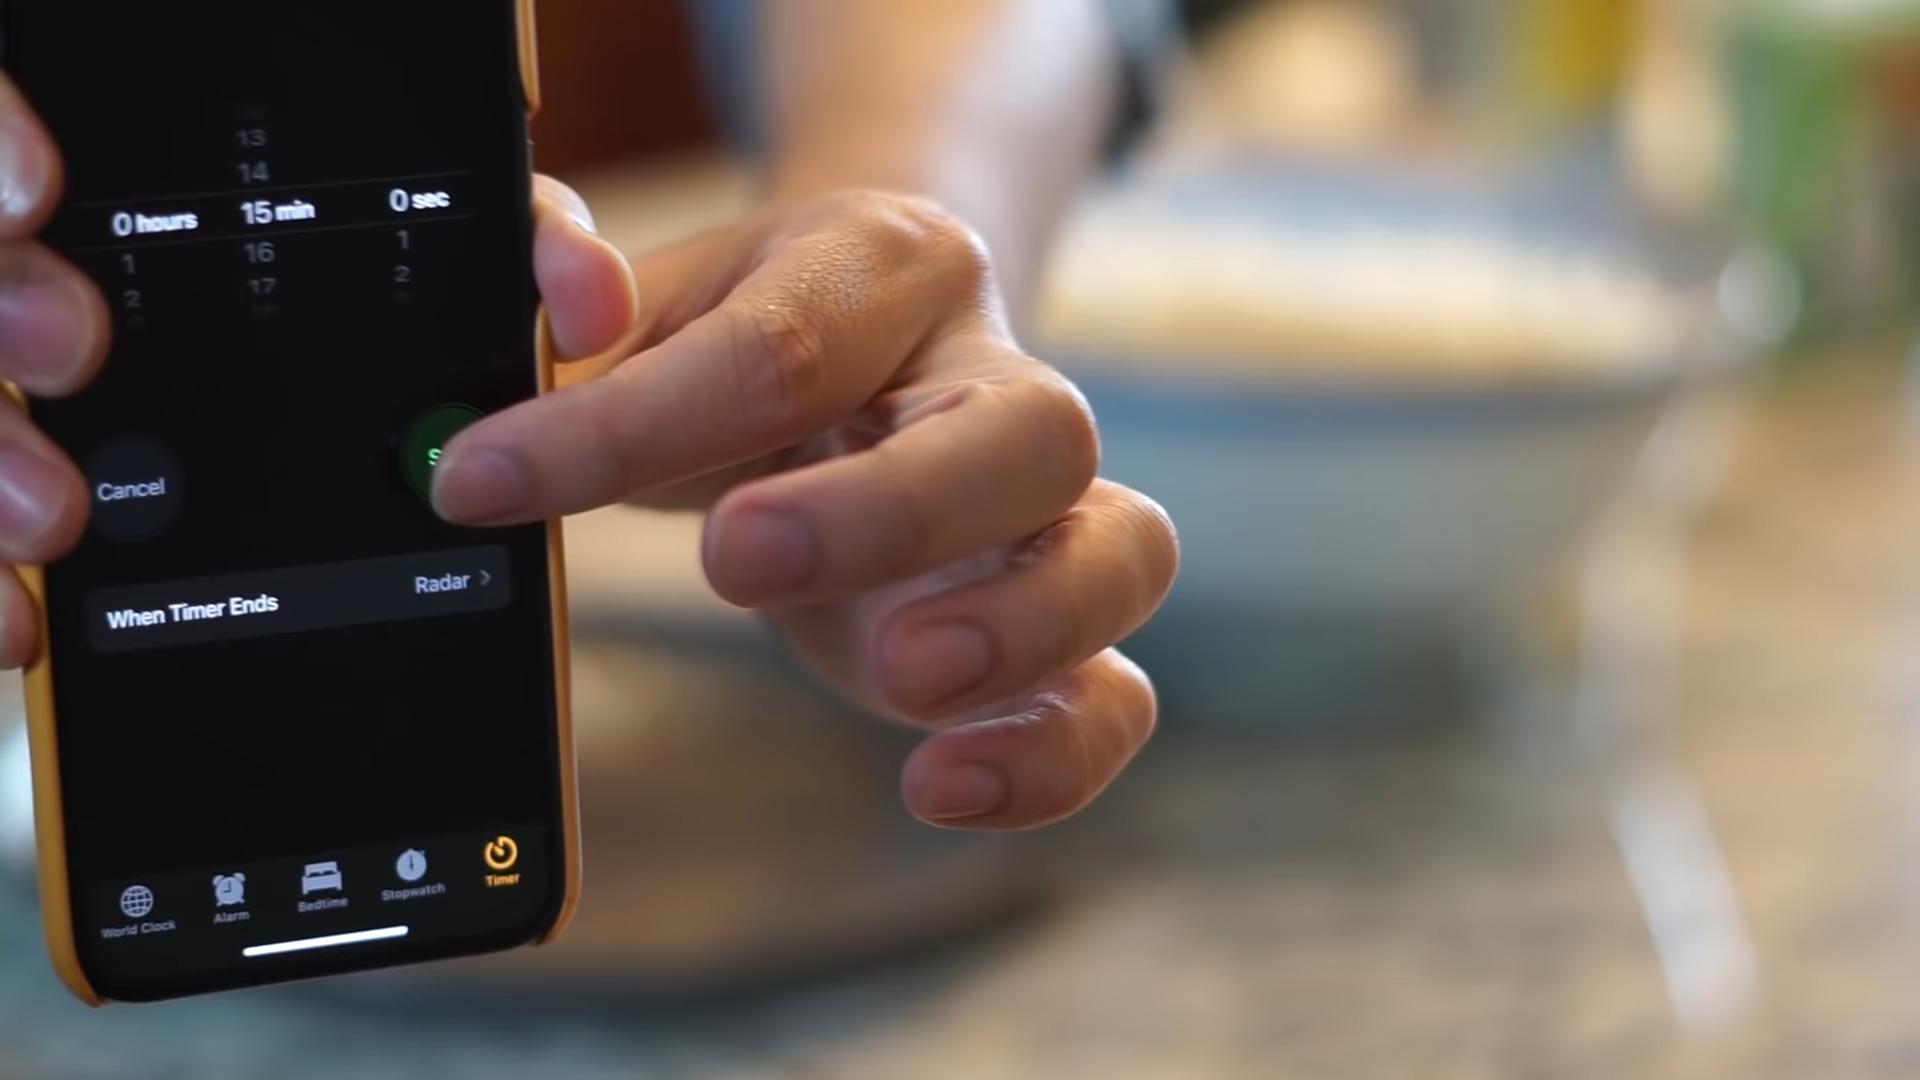 13
14
0 hours 15 min 0 sec
1 16 1
2 17 2
S
Cancel
When Timer Ends Radar
World Clock Alarm Bedtime Stopwatch Timer